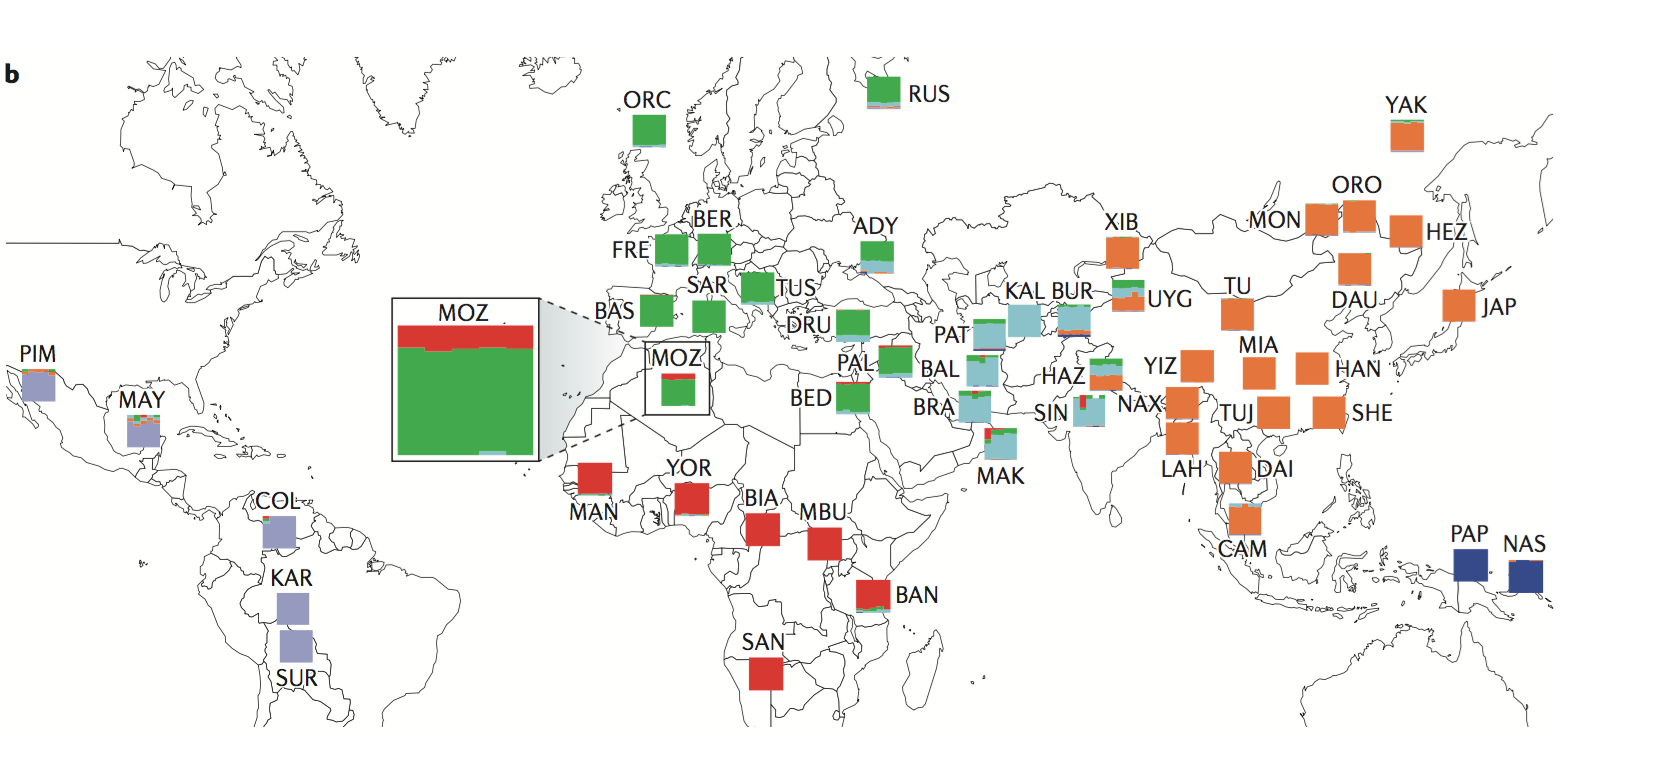 b
ORC
RUS
YAK
ORO
BER
ADY
XIB
MON
HEZ
FRE
SAR
TUS
KAL BUR
UYG
TU
DAU
JAP
BAS
MOZ
DRU
PAT
MIA
PIM
MOZ
PAL
BAL
HAZ
YIZ
HAN
MAY
BED
BRA
SIN
NAX
TUJ
SHE
YOR
MAK
LAH
DAI
COL
MAN
BIA
MBU
CAM
PAP
NAS
KAR
BAN
SAN
SUR